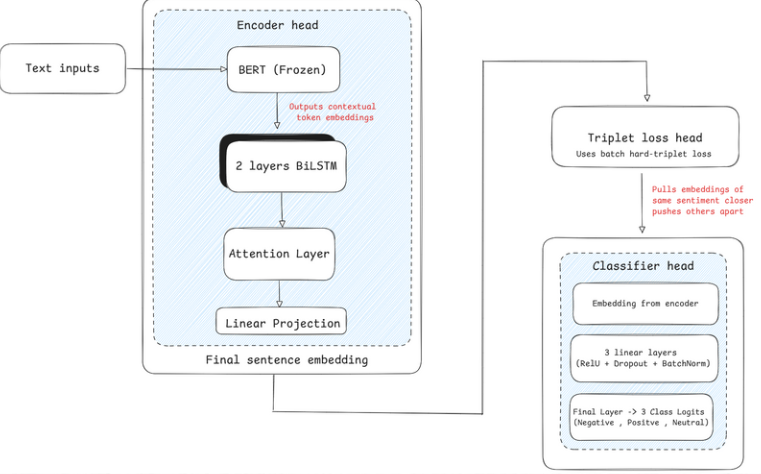 Encoder head
Text inputs
BERT (Frozen)
Outputs contextual
token embeddings
2 layers BiLSTM
Attention Layer
Linear Projection
Final sentence embedding
Triplet loss head
Uses batch hard-triplet loss
Pulls embeddings of
same sentiment closer
pushes others apart
Classifier head
Embedding from encoder
3 linear layers
(RelU + Dropout + BatchNorm)
Final Layer -> 3 Class Logits
(Negative , Positve , Neutral)